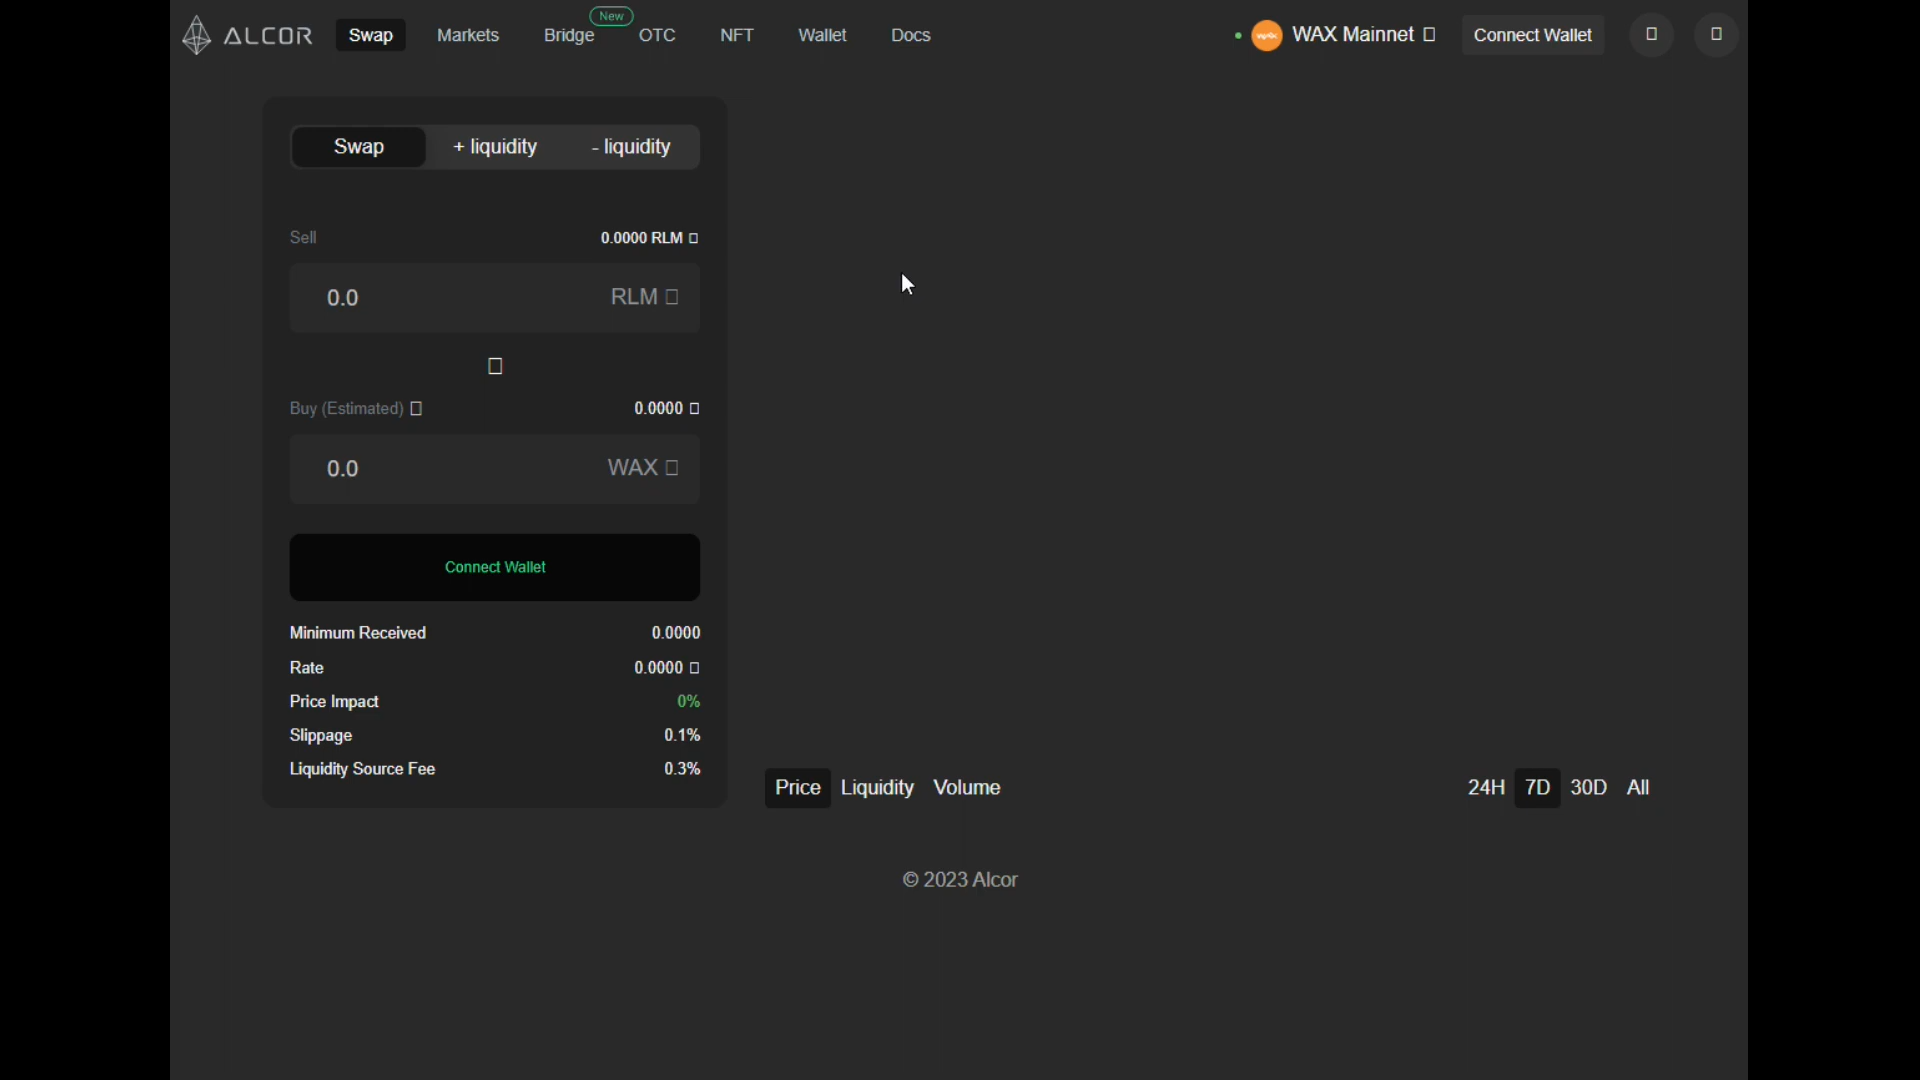 ALCOR Swap Markets Bridge New OTC NFT Wallet Docs WAX Mainnet Connect Wallet
Swap + liquidity - liquidity
Sell 0.0000 RLM
0.0 RLM
Buy (Estimated) 0.0000
0.0 WAX
Connect Wallet
Minimum Received 0.0000
Rate 0.0000
Price Impact 0%
Slippage 0.1%
Liquidity Source Fee 0.3%
Price Liquidity Volume 24H 7D 30D All
© 2023 Alcor